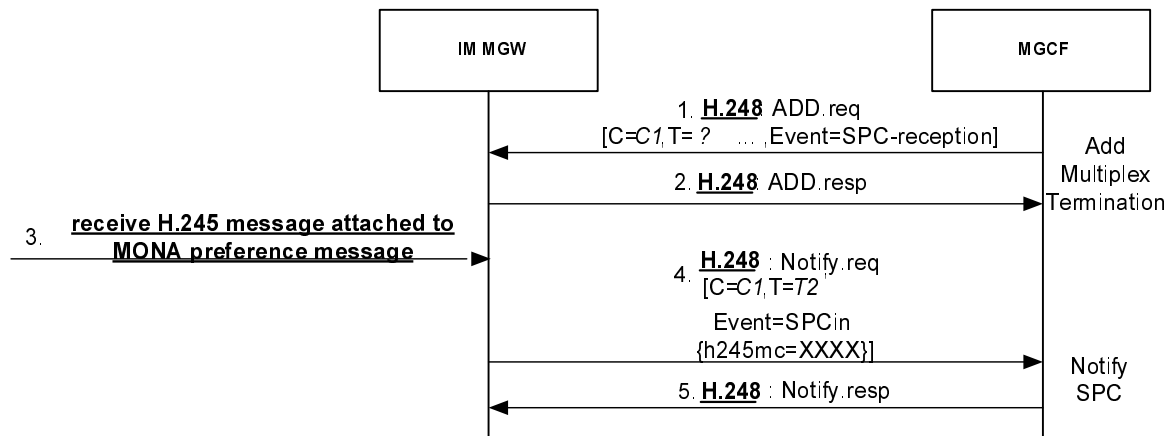 IM MGW
MGCF
1. H.248: ADD.req
[C=C1,T= ? ... ,Event=SPC-reception]
Add
Multiplex
Termination
2. H.248: ADD.resp
3. receive H.245 message attached to
MONA preference message
4. H.248 : Notify.req
[C=C1,T=T2
Event=SPCin
{h245mc=XXXX}]
Notify
SPC
5. H.248 : Notify.resp